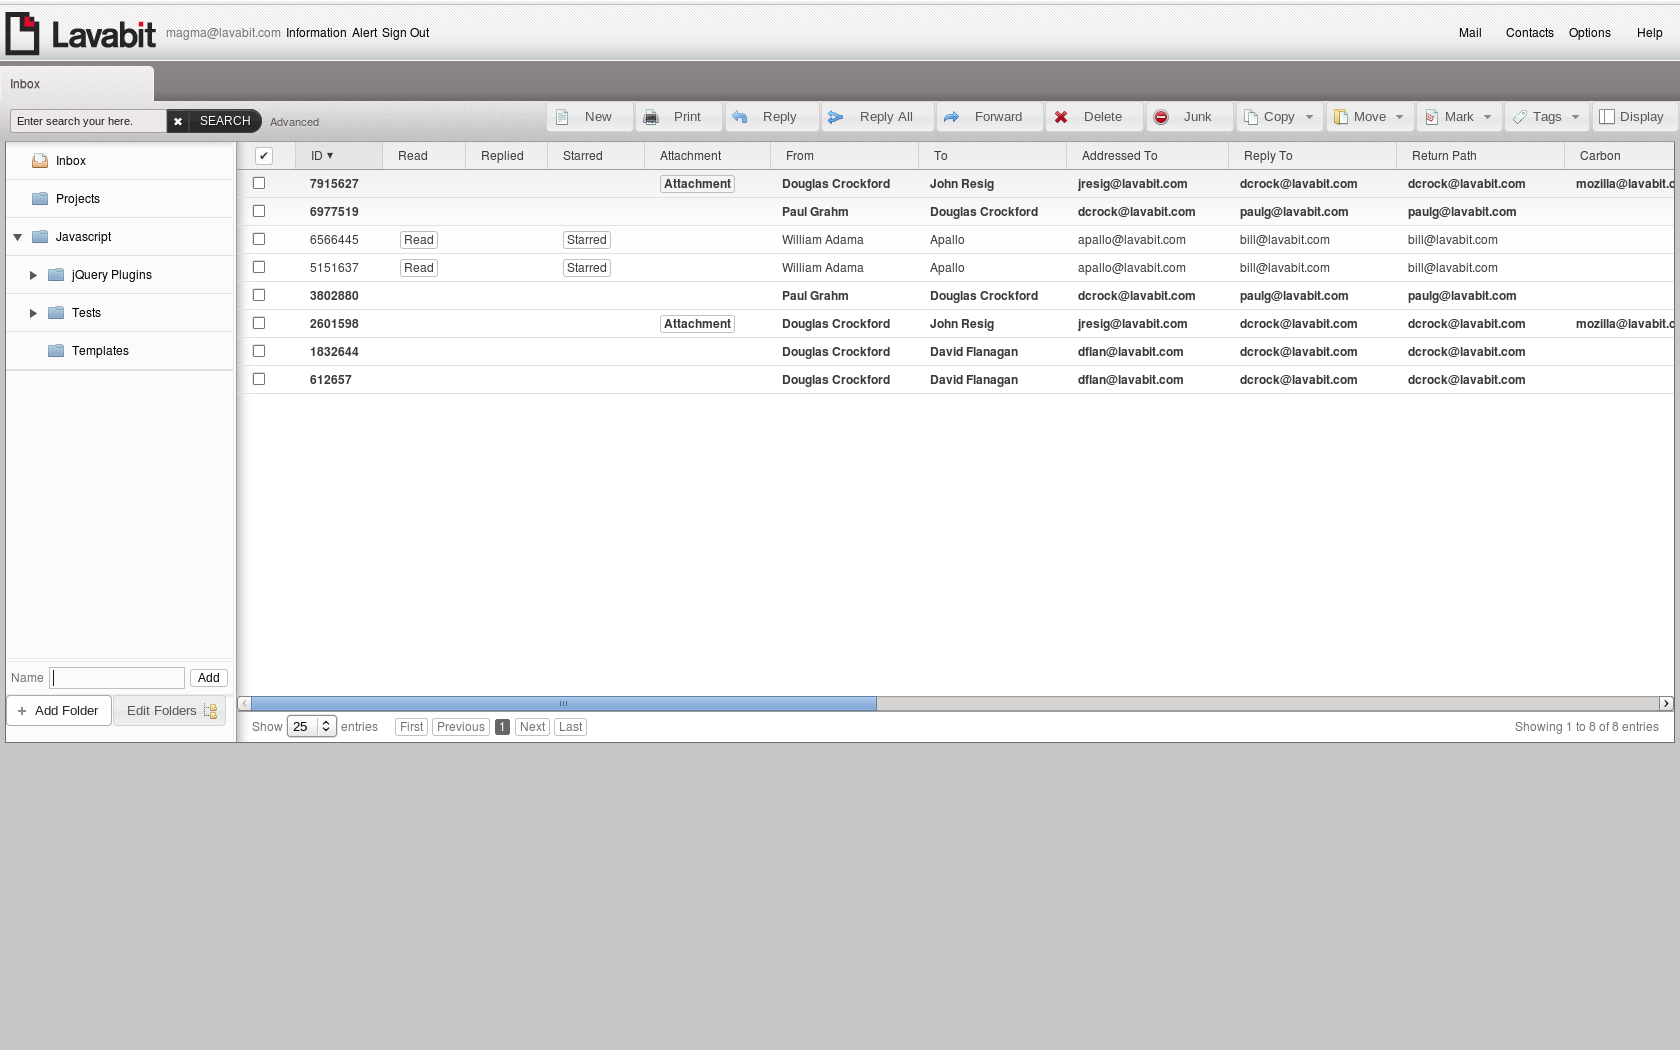 Lavabit magma@lavabit.com Information Alert Sign Out Mail Contacts Options Help
Inbox
Enter search your here. ✖ SEARCH Advanced New Print Reply Reply All Forward Delete Junk Copy Move Mark Tags Display
Inbox
Projects
Javascript
jQuery Plugins
Tests
Templates
✔ ID ▼ Read Replied Starred Attachment From To Addressed To Reply To Return Path Carbon
7915627 Attachment Douglas Crockford John Resig jresig@lavabit.com dcrock@lavabit.com dcrock@lavabit.com mozilla@lavabit.c
6977519 Paul Grahm Douglas Crockford dcrock@lavabit.com paulg@lavabit.com paulg@lavabit.com
6566445 Read Starred William Adama Apallo apallo@lavabit.com bill@lavabit.com bill@lavabit.com
5151637 Read Starred William Adama Apallo apallo@lavabit.com bill@lavabit.com bill@lavabit.com
3802880 Paul Grahm Douglas Crockford dcrock@lavabit.com paulg@lavabit.com paulg@lavabit.com
2601598 Attachment Douglas Crockford John Resig jresig@lavabit.com dcrock@lavabit.com dcrock@lavabit.com mozilla@lavabit.c
1832644 Douglas Crockford David Flanagan dflan@lavabit.com dcrock@lavabit.com dcrock@lavabit.com
612657 Douglas Crockford David Flanagan dflan@lavabit.com dcrock@lavabit.com dcrock@lavabit.com
Name Add
+ Add Folder Edit Folders
Show 25 entries First Previous 1 Next Last Showing 1 to 8 of 8 entries